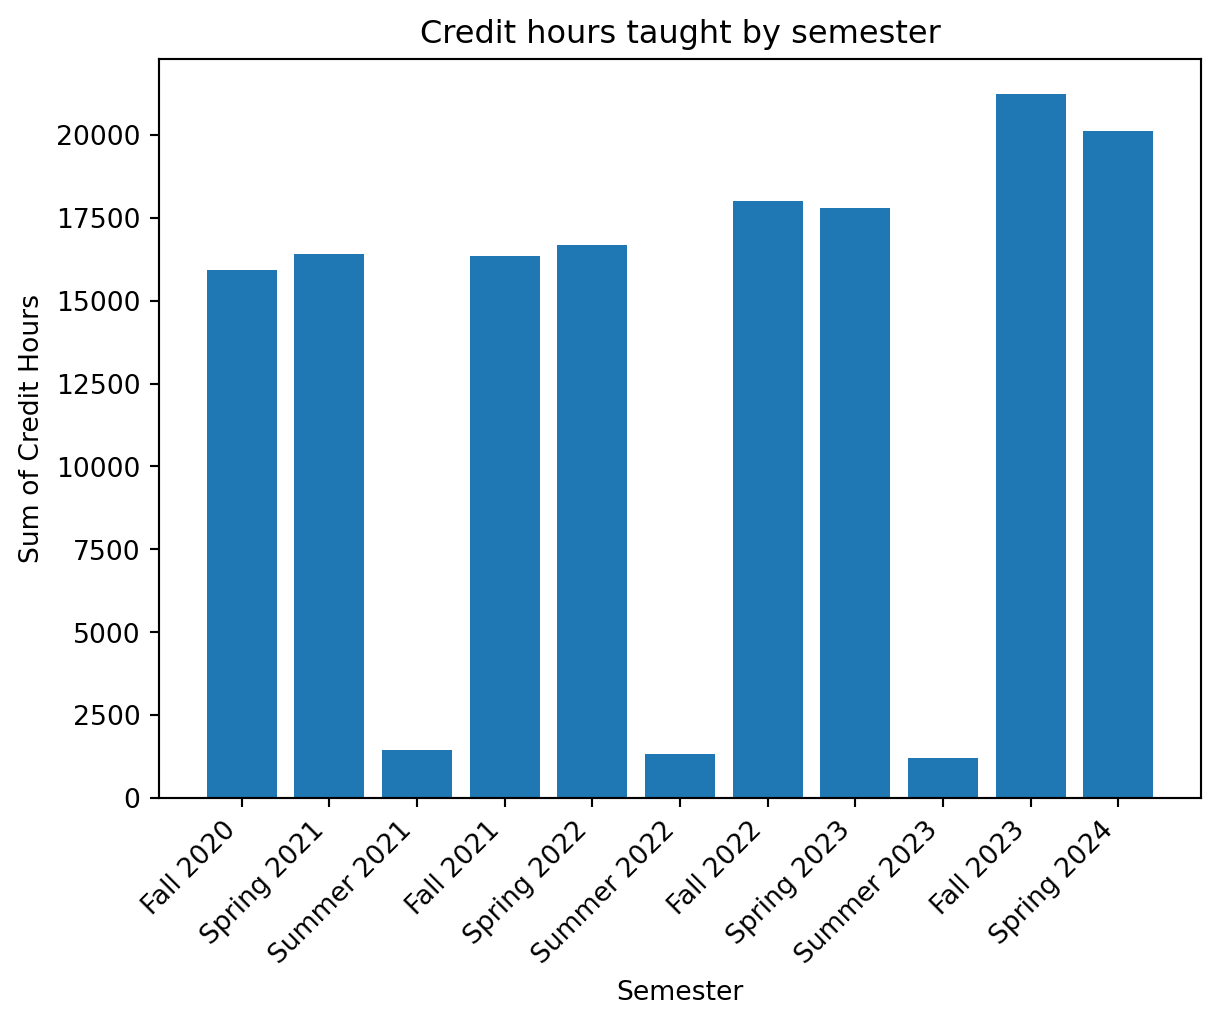 Credit hours taught by semester
Sum of Credit Hours
20000
17500
15000
12500
10000
7500
5000
2500
0
Fall 2020
Spring 2021
Summer 2021
Fall 2021
Spring 2022
Summer 2022
Fall 2022
Spring 2023
Summer 2023
Fall 2023
Spring 2024
Semester